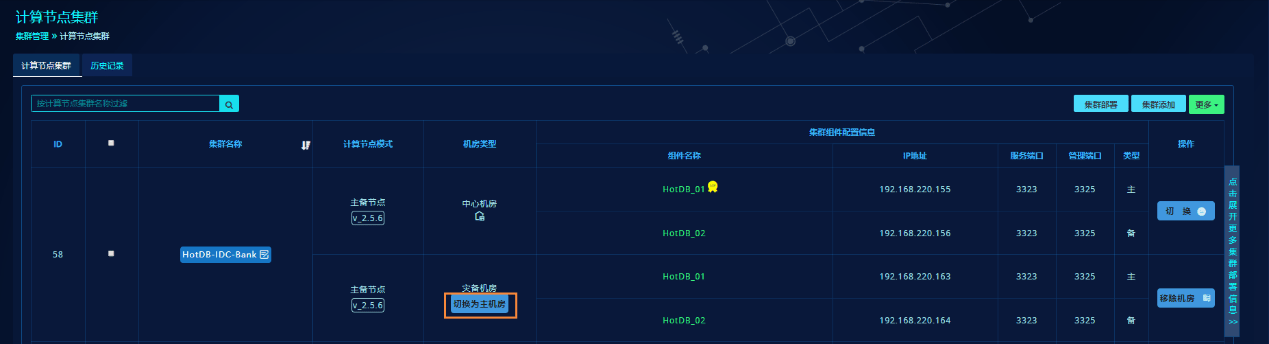 计算节点集群
集群管理 » 计算节点集群
计算节点集群 历史记录
按计算节点集群名称过滤 集群部署 集群添加 更多
ID 集群名称 计算节点模式 机房类型 集群组件配置信息 操作
组件名称 IP地址 服务端口 管理端口 类型
58 HotDB-IDC-Bank
主备节点 v_2.5.6 中心机房
HotDB_01 192.168.220.155 3323 3325 主
切 换
HotDB_02 192.168.220.156 3323 3325 备
主备节点 v_2.5.6 灾备机房 切换为主机房
HotDB_01 192.168.220.163 3323 3325 主
移除机房
HotDB_02 192.168.220.164 3323 3325 备
点击展开更多集群部署信息>>